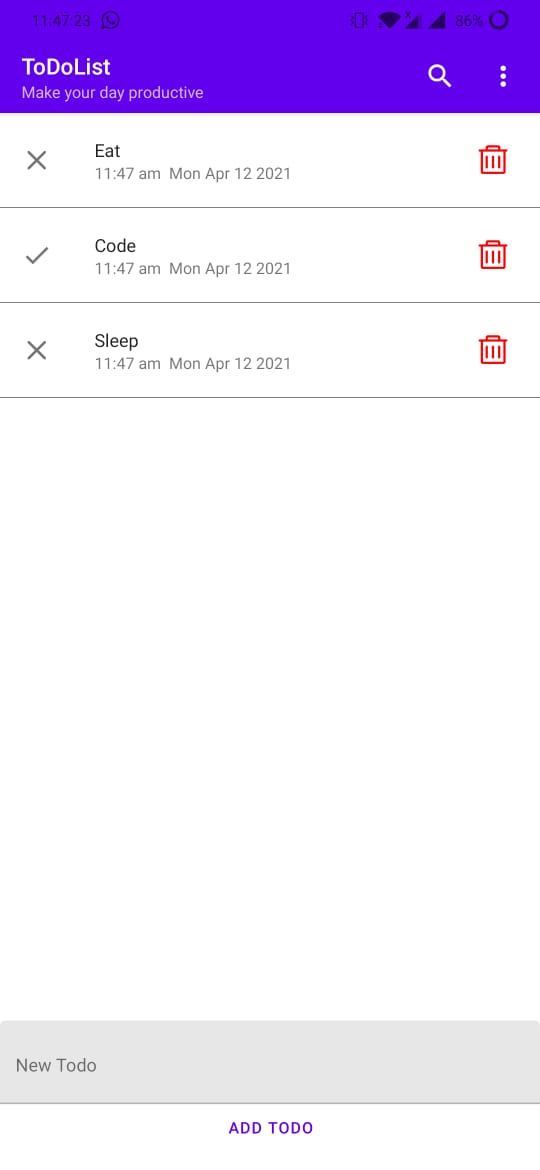 11:47:23
86%
ToDoList
Make your day productive
Eat
11:47 am  Mon Apr 12 2021
Code
11:47 am  Mon Apr 12 2021
Sleep
11:47 am  Mon Apr 12 2021
New Todo
ADD TODO